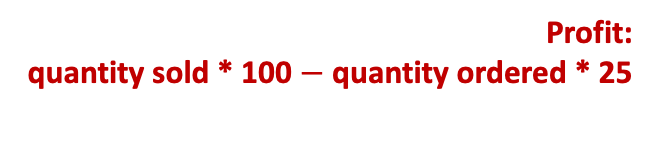 Profit:
quantity sold * 100 − quantity ordered * 25